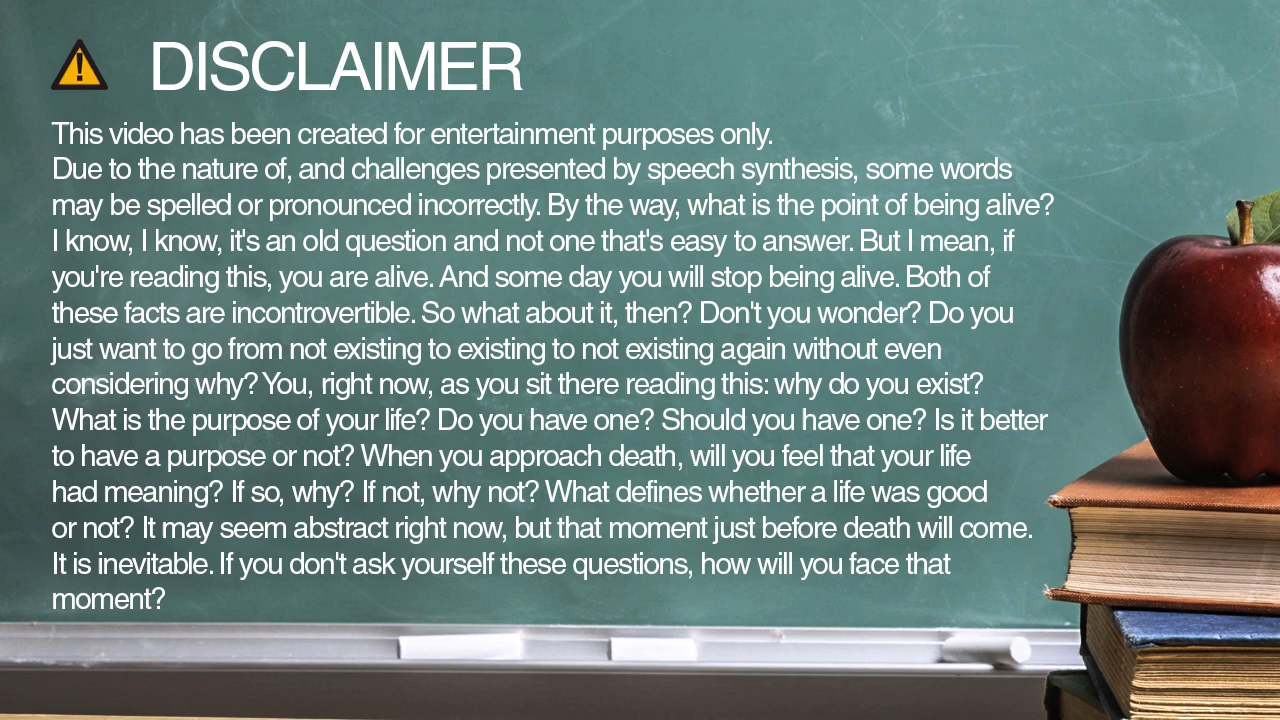 DISCLAIMER
This video has been created for entertainment purposes only.
Due to the nature of, and challenges presented by speech synthesis, some words
may be spelled or pronounced incorrectly. By the way, what is the point of being alive?
I know, I know, it's an old question and not one that's easy to answer. But I mean, if
you're reading this, you are alive. And some day you will stop being alive. Both of
these facts are incontrovertible. So what about it, then? Don't you wonder? Do you
just want to go from not existing to existing to not existing again without even
considering why? You, right now, as you sit there reading this: why do you exist?
What is the purpose of your life? Do you have one? Should you have one? Is it better
to have a purpose or not? When you approach death, will you feel that your life
had meaning? If so, why? If not, why not? What defines whether a life was good
or not? It may seem abstract right now, but that moment just before death will come.
It is inevitable. If you don't ask yourself these questions, how will you face that
moment?